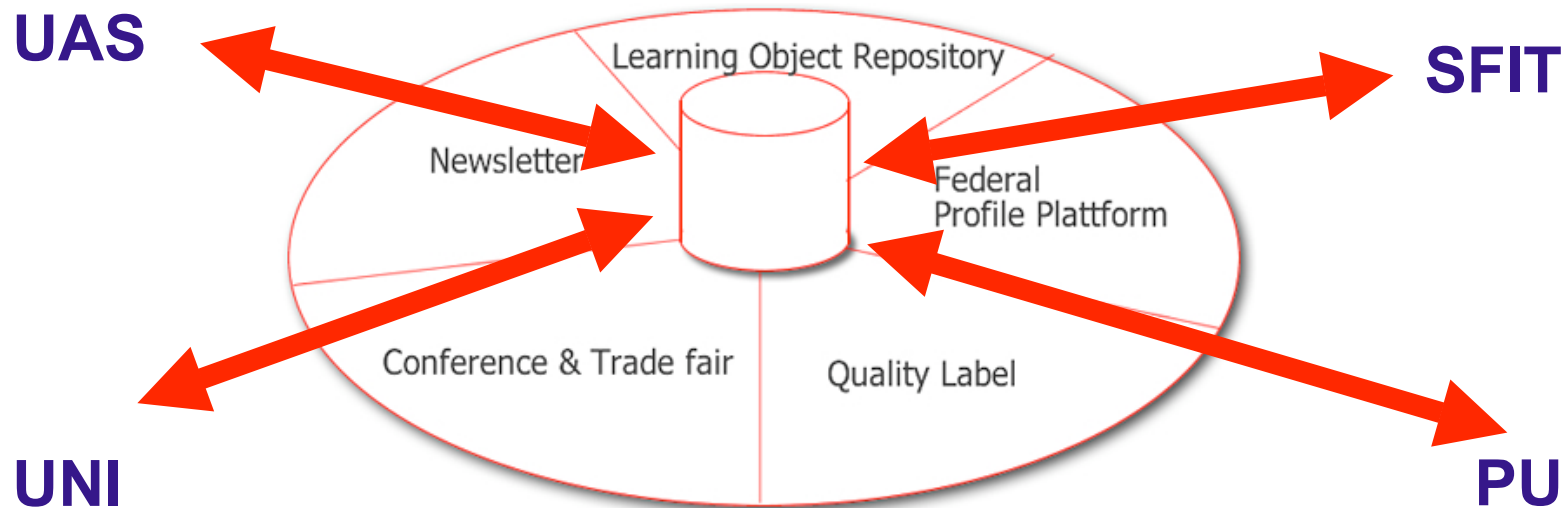 UAS
SFIT
Learning Object Repository
Newsletter
Federal
Profile Plattform
Conference & Trade fair
Quality Label
UNI
PU